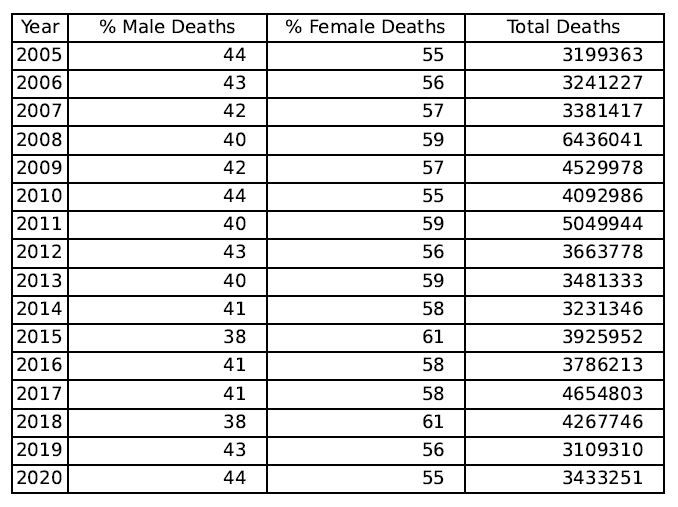 Year % Male Deaths % Female Deaths Total Deaths
2005 44 55 3199363
2006 43 56 3241227
2007 42 57 3381417
2008 40 59 6436041
2009 42 57 4529978
2010 44 55 4092986
2011 40 59 5049944
2012 43 56 3663778
2013 40 59 3481333
2014 41 58 3231346
2015 38 61 3925952
2016 41 58 3786213
2017 41 58 4654803
2018 38 61 4267746
2019 43 56 3109310
2020 44 55 3433251